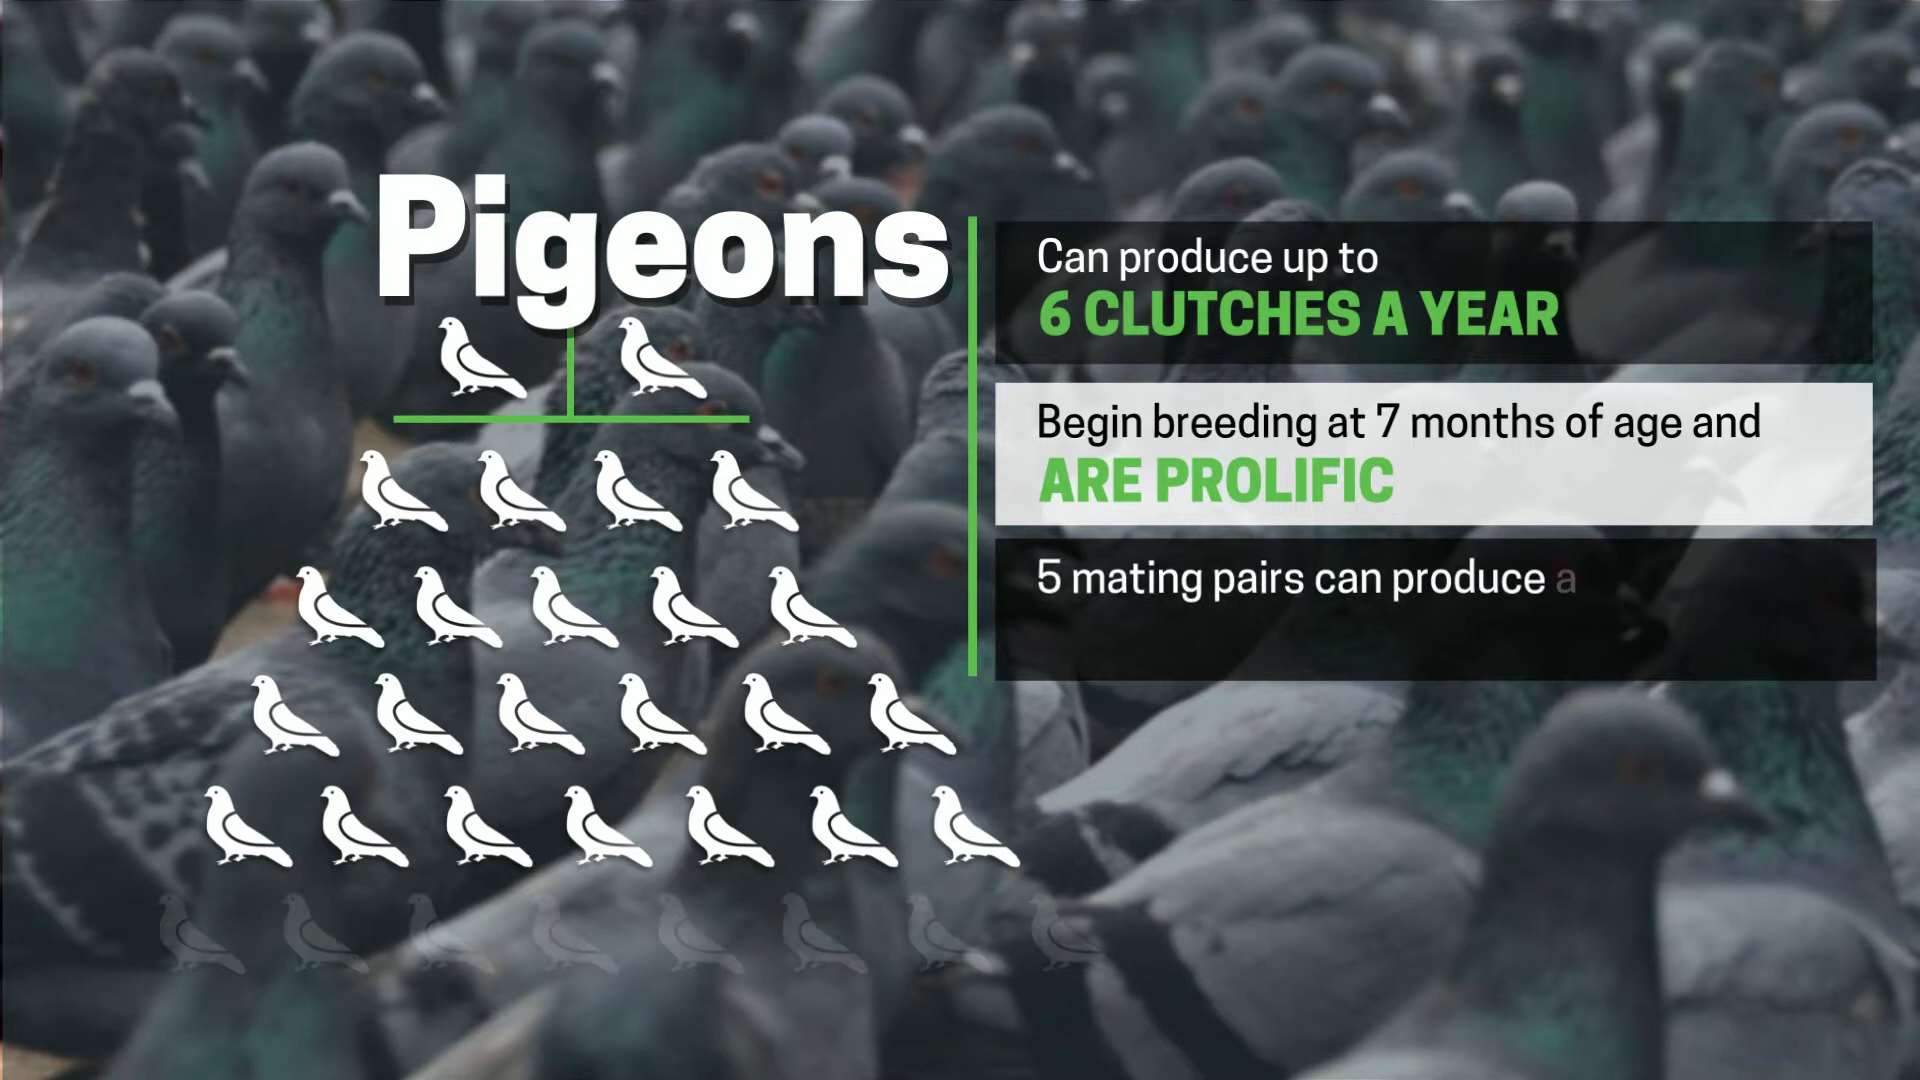 Pigeons
Can produce up to
6 CLUTCHES A YEAR
Begin breeding at 7 months of age and
ARE PROLIFIC
5 mating pairs can produce a